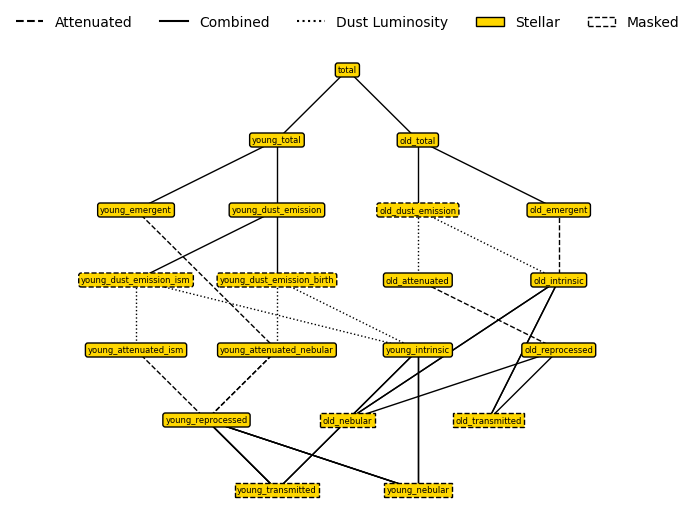 Attenuated Combined Dust Luminosity Stellar Masked
total
young_total old_total
young_emergent young_dust_emission old_dust_emission old_emergent
young_dust_emission_ism young_dust_emission_birth old_attenuated old_intrinsic
young_attenuated_ism young_attenuated_nebular young_intrinsic old_reprocessed
young_reprocessed old_nebular old_transmitted
young_transmitted young_nebular